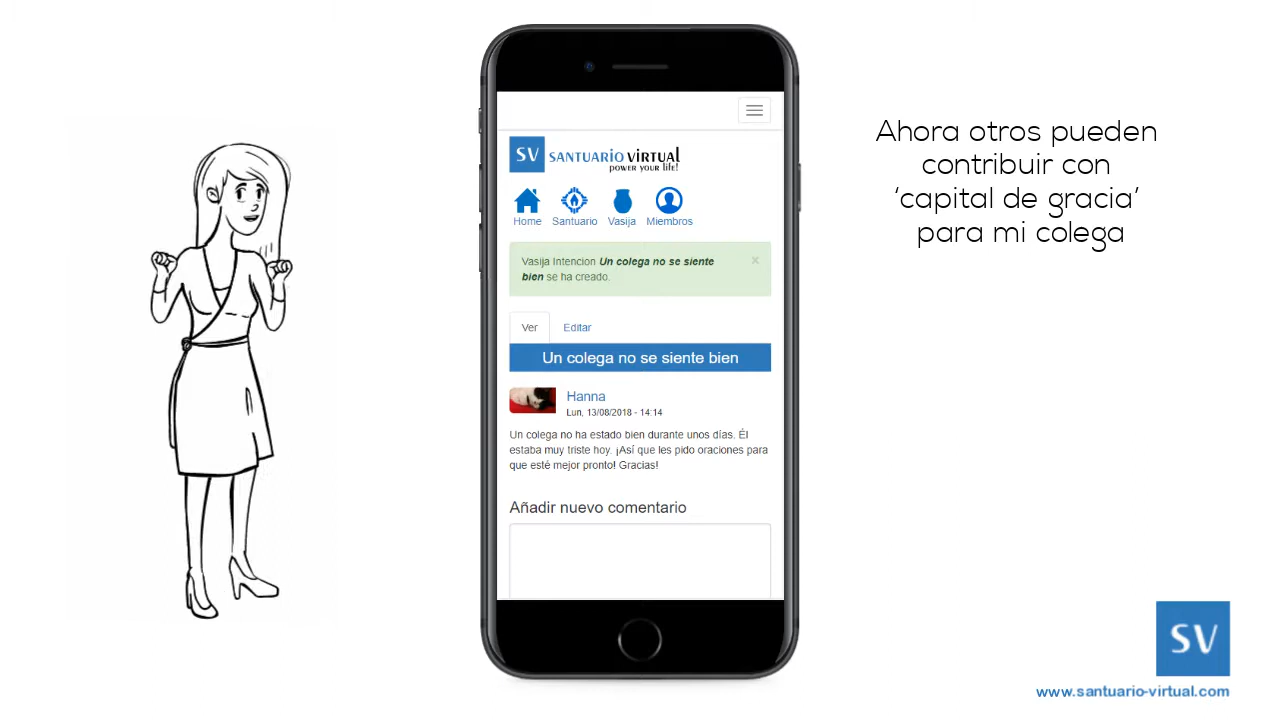 SV SANTUARIO VIRTUAL
POWER YOUR LIFE!
Home Santuario Vasija Miembros
Vasija Intencion Un colega no se siente
bien se ha creado.
×
Ver Editar
Un colega no se siente bien
Hanna
Lun, 13/08/2018 - 14:14
Un colega no ha estado bien durante unos días. Él
estaba muy triste hoy. ¡Así que les pido oraciones para
que esté mejor pronto! Gracias!
Añadir nuevo comentario
Ahora otros pueden
contribuir con
‘capital de gracia’
para mi colega
SV
www.santuario-virtual.com